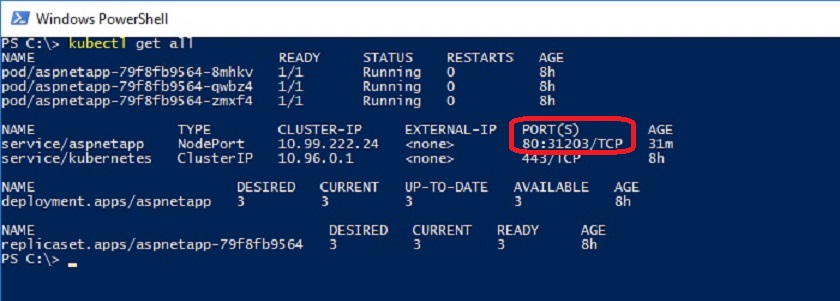 Windows PowerShell
PS C:\> kubectl get all
NAME READY STATUS RESTARTS AGE
pod/aspnetapp-79f8fb9564-8mhkv 1/1 Running 0 8h
pod/aspnetapp-79f8fb9564-qwbz4 1/1 Running 0 8h
pod/aspnetapp-79f8fb9564-zmxf4 1/1 Running 0 8h
NAME TYPE CLUSTER-IP EXTERNAL-IP PORT(S) AGE
service/aspnetapp NodePort 10.99.222.24 <none> 80:31203/TCP 31m
service/kubernetes ClusterIP 10.96.0.1 <none> 443/TCP 8h
NAME DESIRED CURRENT UP-TO-DATE AVAILABLE AGE
deployment.apps/aspnetapp 3 3 3 3 8h
NAME DESIRED CURRENT READY AGE
replicaset.apps/aspnetapp-79f8fb9564 3 3 3 8h
PS C:\> _